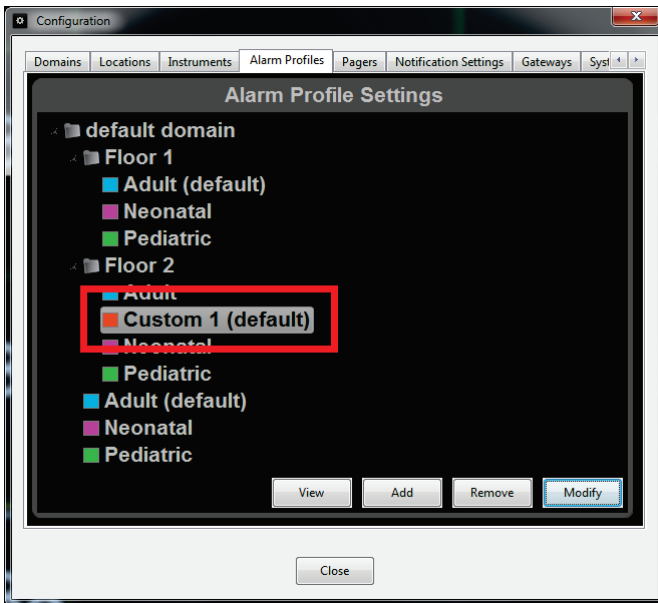 Configuration
Domains Locations Instruments Alarm Profiles Pagers Notification Settings Gateways Syst
Alarm Profile Settings
default domain
Floor 1
Adult (default)
Neonatal
Pediatric
Floor 2
Adult
Custom 1 (default)
Neonatal
Pediatric
Adult (default)
Neonatal
Pediatric
View Add Remove Modify
Close